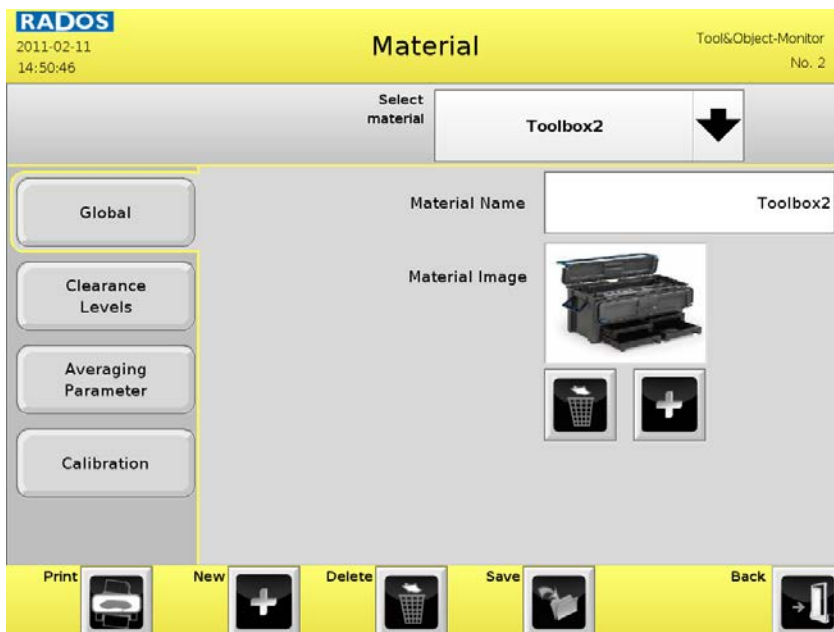 RADOS
2011-02-11
14:50:46
Material
Tool&Object-Monitor
No. 2
Select
material
Toolbox2
Global
Clearance
Levels
Averaging
Parameter
Calibration
Material Name
Toolbox2
Material Image
Print
New
Delete
Save
Back